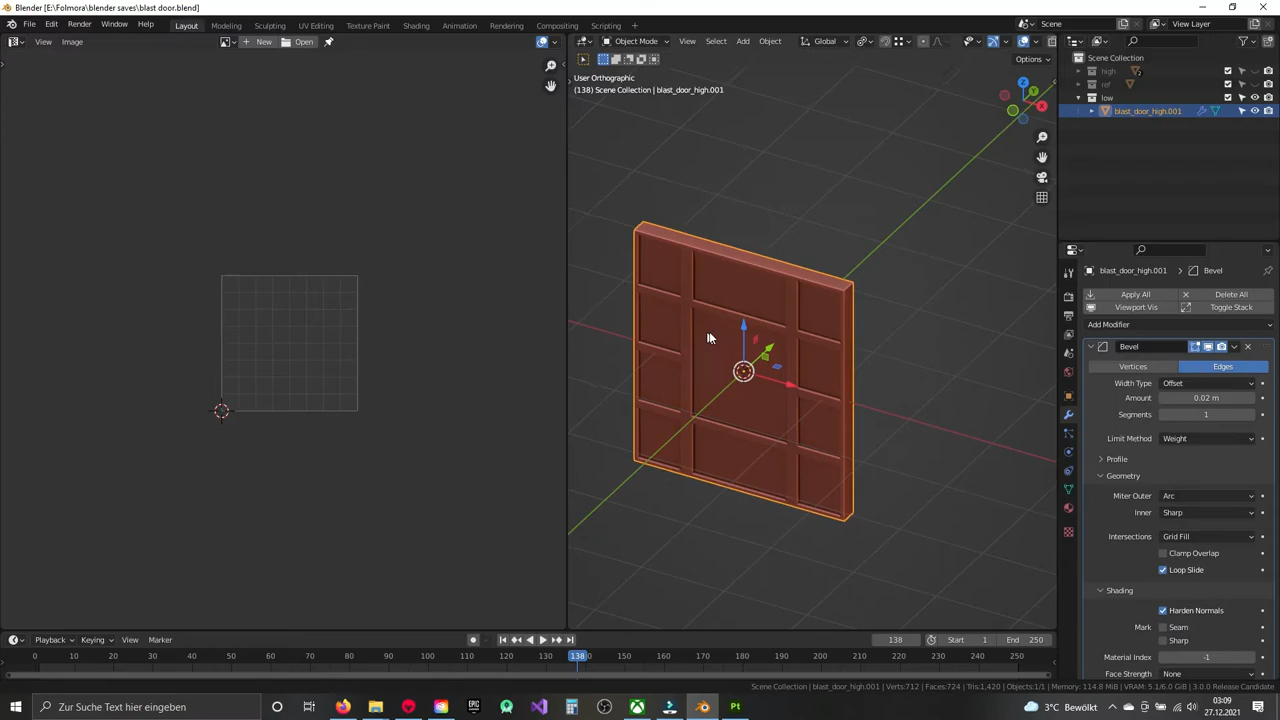 Blender [E:\Folmora\blender saves\blast door.blend]
File Edit Render Window Help Layout Modeling Sculpting UV Editing Texture Paint Shading Animation Rendering Compositing Scripting Scene View Layer
View Image New Open Object Mode View Select Add Object Global
Options
User Orthographic
(138) Scene Collection | blast_door_high.001
Scene Collection
high 2
ref
low
blast_door_high.001
Z
Y
X
blast_door_high.001 Bevel
Apply All Delete All
Viewport Vis Toggle Stack
Add Modifier
Bevel
Vertices Edges
Width Type Offset
Amount 0.02 m
Segments 1
Limit Method Weight
Profile
Geometry
Miter Outer Arc
Inner Sharp
Intersections Grid Fill
Clamp Overlap
Loop Slide
Shading
Harden Normals
Mark Seam
Sharp
Material Index -1
Face Strength None
Playback Keying View Marker 138 Start 1 End 250
0 10 20 30 40 50 60 70 80 90 100 110 120 130 138 150 160 170 180 190 200 210 220 230 240 250
Scene Collection | blast_door_high.001 | Verts:712 | Faces:724 | Tris:1,420 | Objects:1/1 | Memory: 114.8 MiB | VRAM: 5.1/6.0 GiB | 3.0.0 Release Candidate
Zur Suche Text hier eingeben
Pt
3°C Bewölkt
03:09
27.12.2021